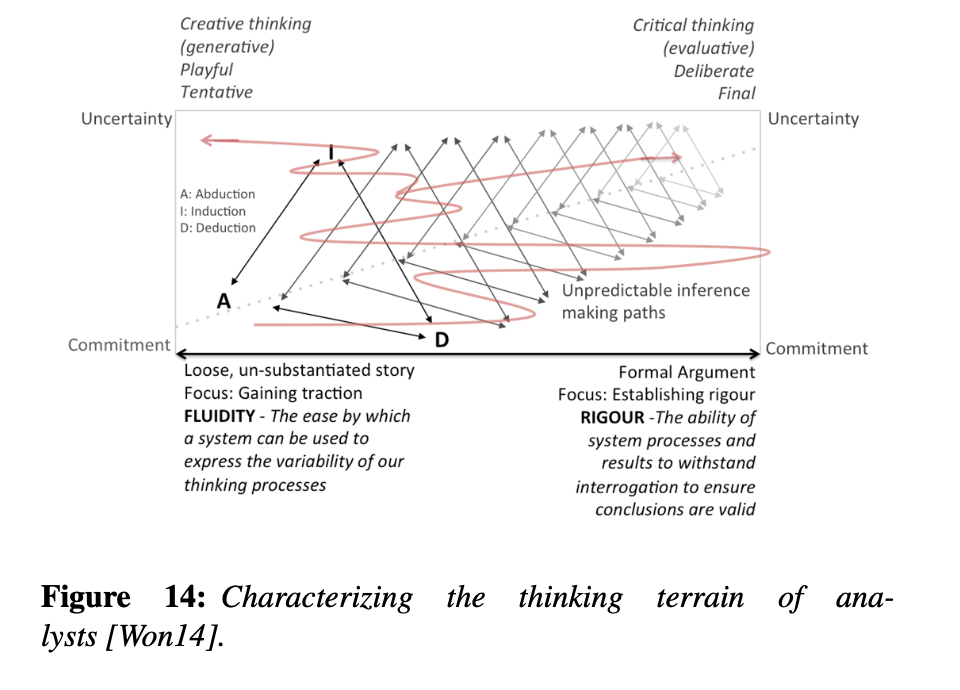 Creative thinking
(generative)
Playful
Tentative
Critical thinking
(evaluative)
Deliberate
Final
Uncertainty
Uncertainty
I
A: Abduction
I: Induction
D: Deduction
A
Unpredictable inference
making paths
D
Commitment
Commitment
Loose, un-substantiated story
Focus: Gaining traction
FLUIDITY - The ease by which
a system can be used to
express the variability of our
thinking processes
Formal Argument
Focus: Establishing rigour
RIGOUR -The ability of
system processes and
results to withstand
interrogation to ensure
conclusions are valid
Figure 14: Characterizing the thinking terrain of ana-
lysts [Won14].